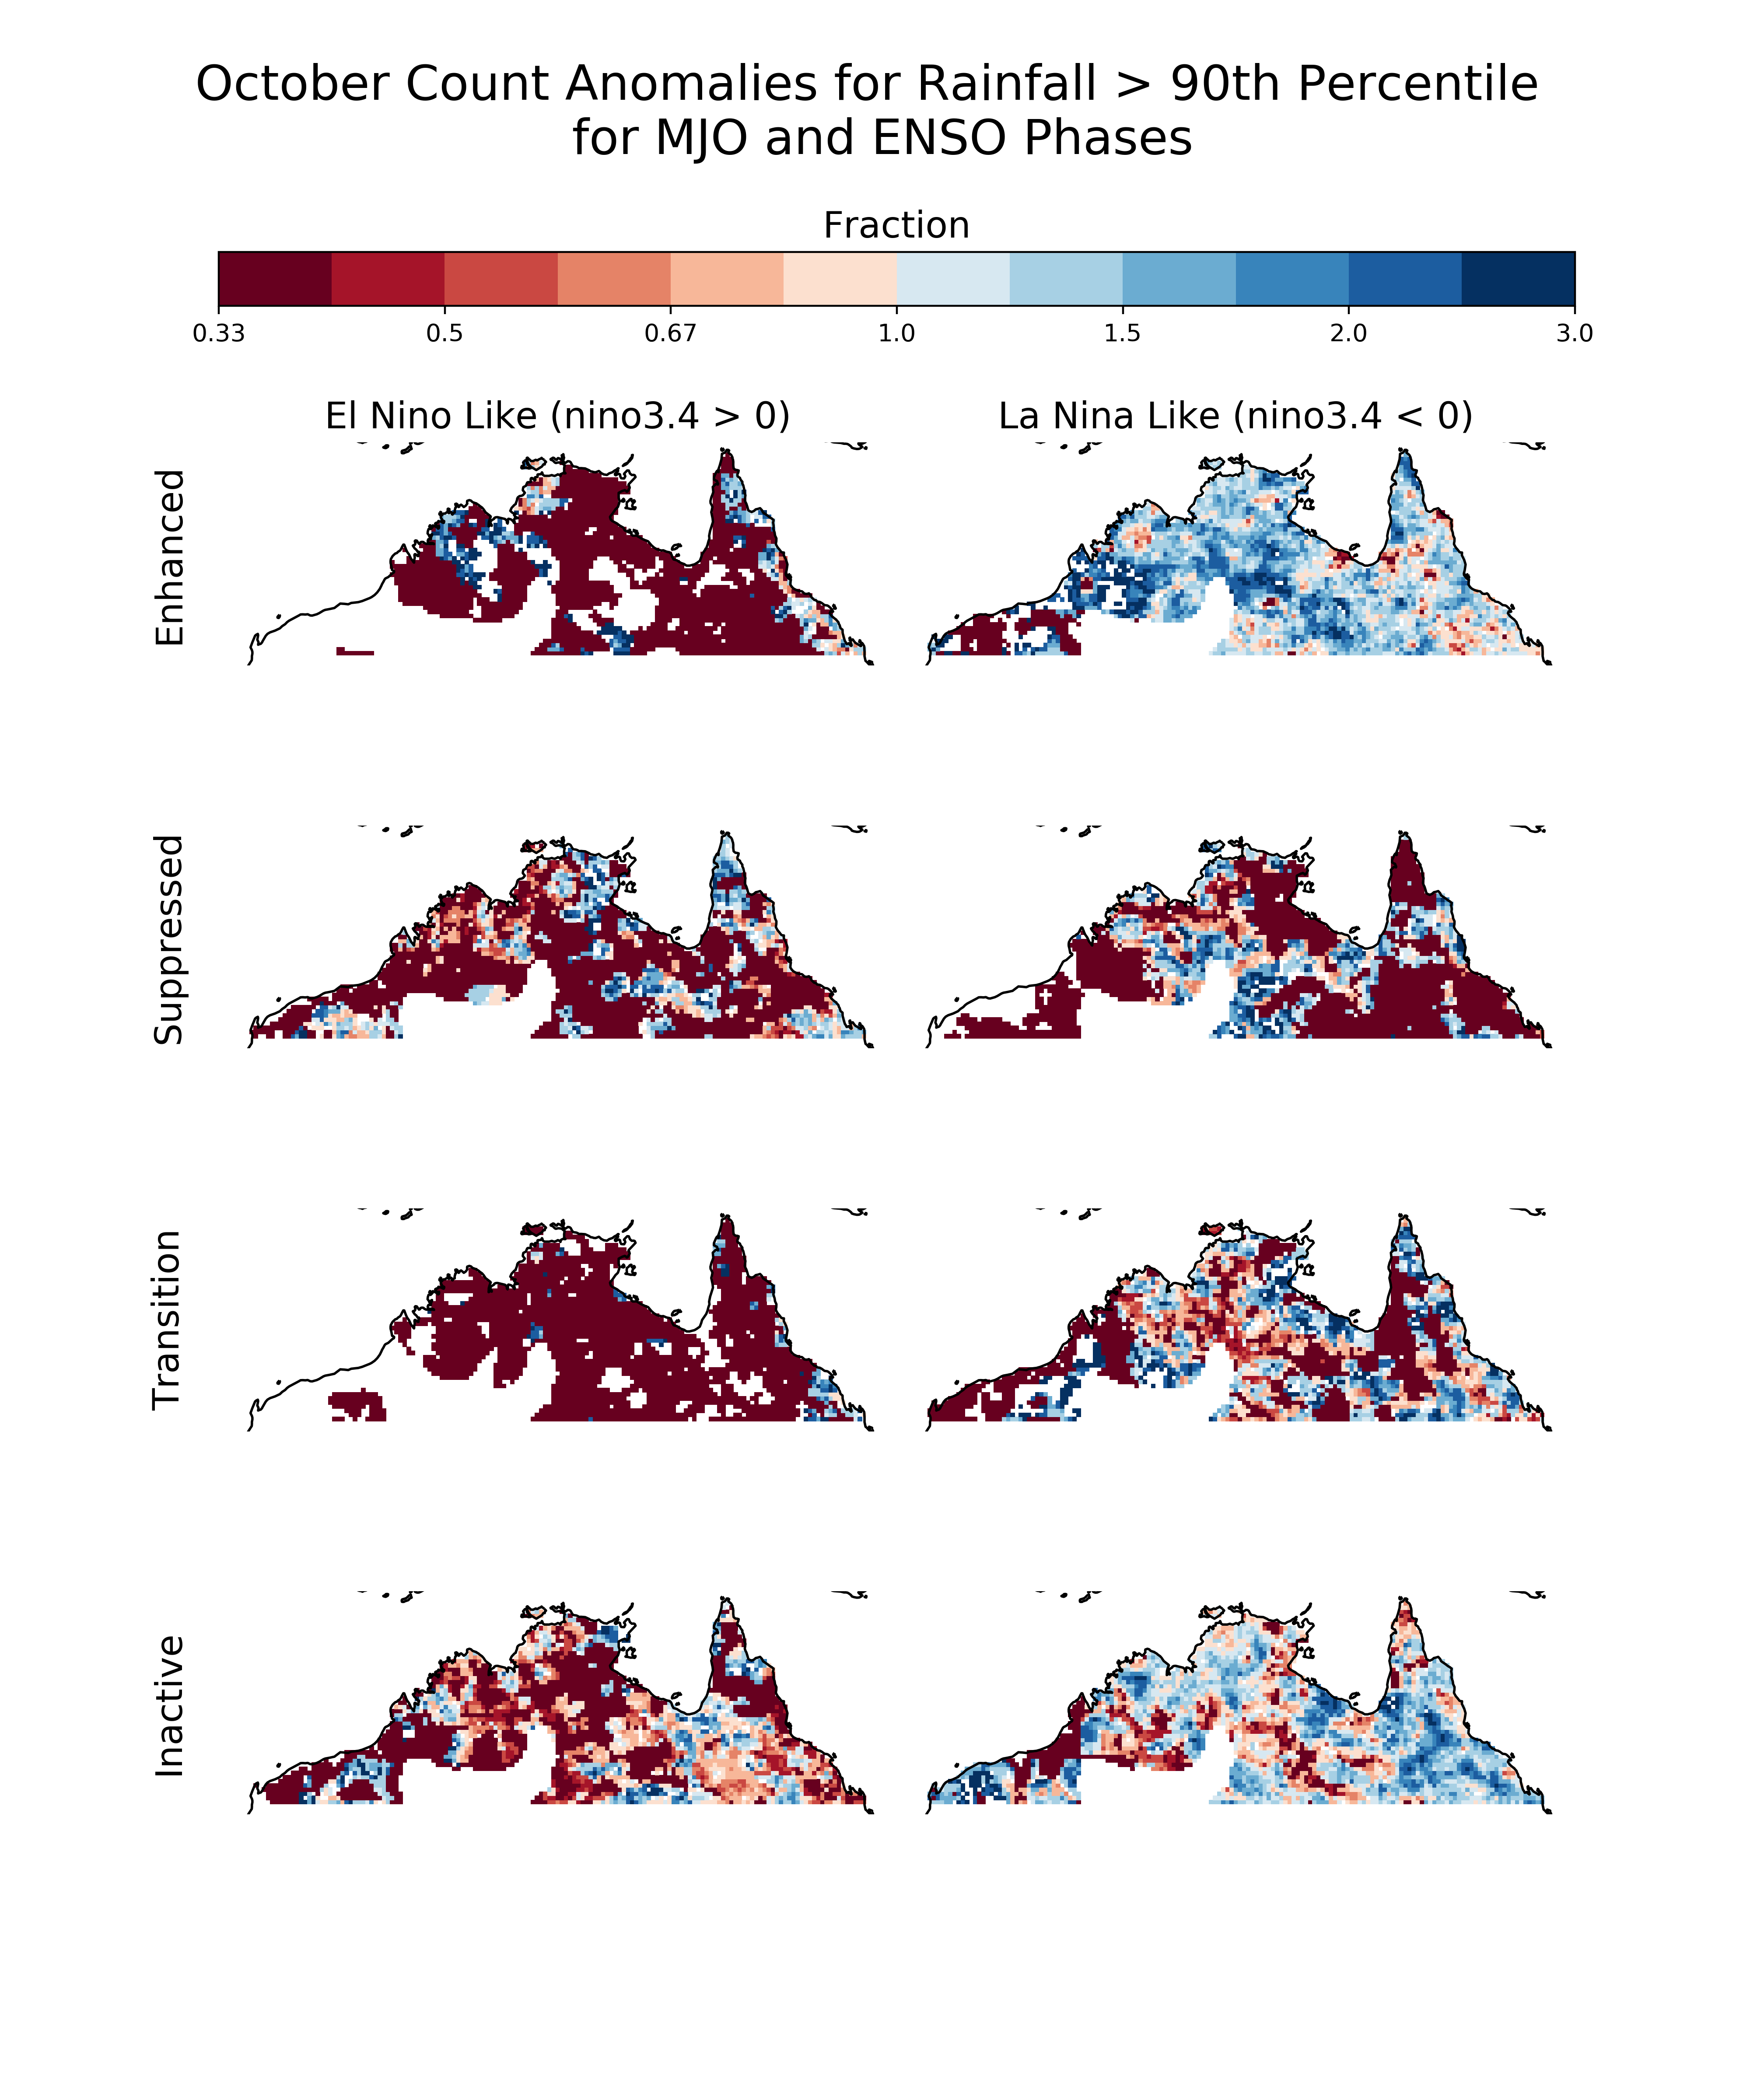 October Count Anomalies for Rainfall > 90th Percentile
for MJO and ENSO Phases
Fraction
0.33 0.5 0.67 1.0 1.5 2.0 3.0
El Nino Like (nino3.4 > 0) La Nina Like (nino3.4 < 0)
Enhanced
Suppressed
Transition
Inactive